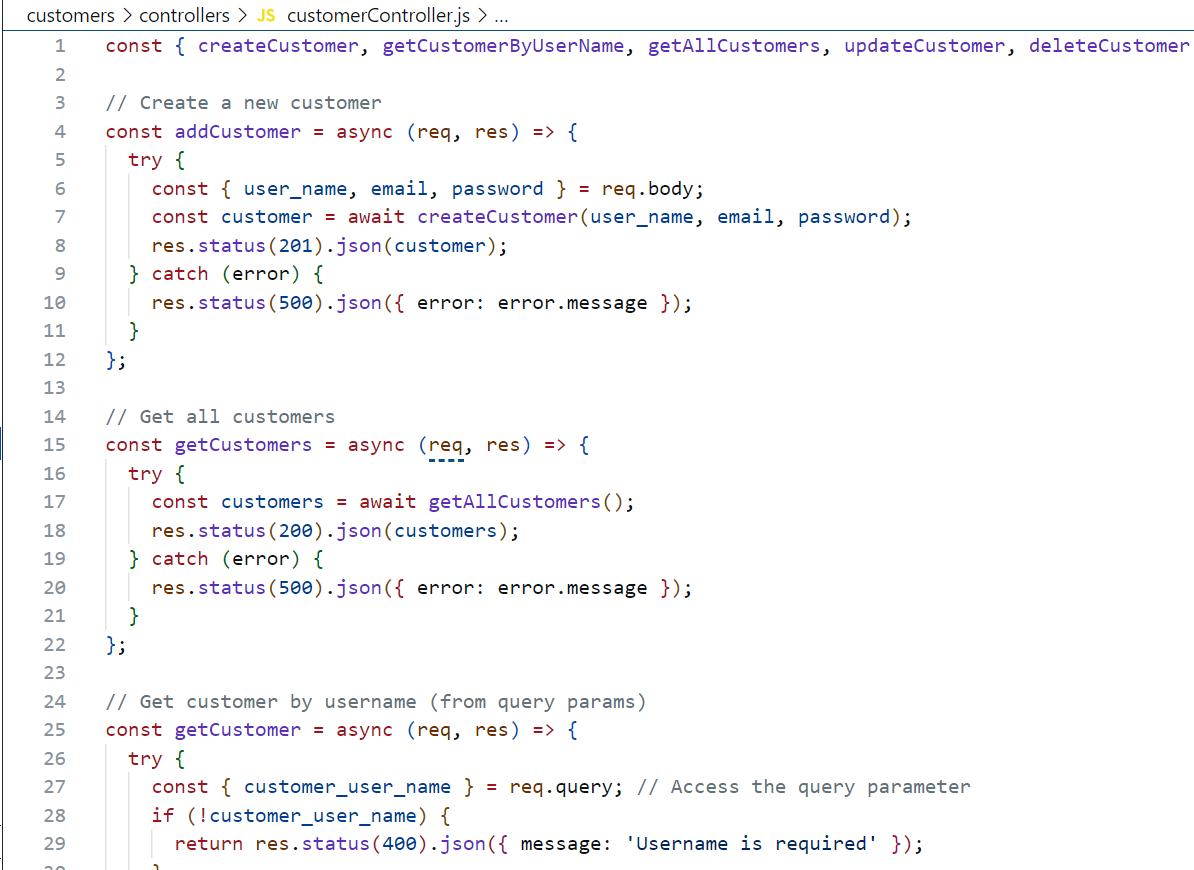 customers > controllers > JS customerController.js > ...
1 const { createCustomer, getCustomerByUserName, getAllCustomers, updateCustomer, deleteCustomer
2
3 // Create a new customer
4 const addCustomer = async (req, res) => {
5 try {
6 const { user_name, email, password } = req.body;
7 const customer = await createCustomer(user_name, email, password);
8 res.status(201).json(customer);
9 } catch (error) {
10 res.status(500).json({ error: error.message });
11 }
12 };
13
14 // Get all customers
15 const getCustomers = async (req, res) => {
16 try {
17 const customers = await getAllCustomers();
18 res.status(200).json(customers);
19 } catch (error) {
20 res.status(500).json({ error: error.message });
21 }
22 };
23
24 // Get customer by username (from query params)
25 const getCustomer = async (req, res) => {
26 try {
27 const { customer_user_name } = req.query; // Access the query parameter
28 if (!customer_user_name) {
29 return res.status(400).json({ message: 'Username is required' });